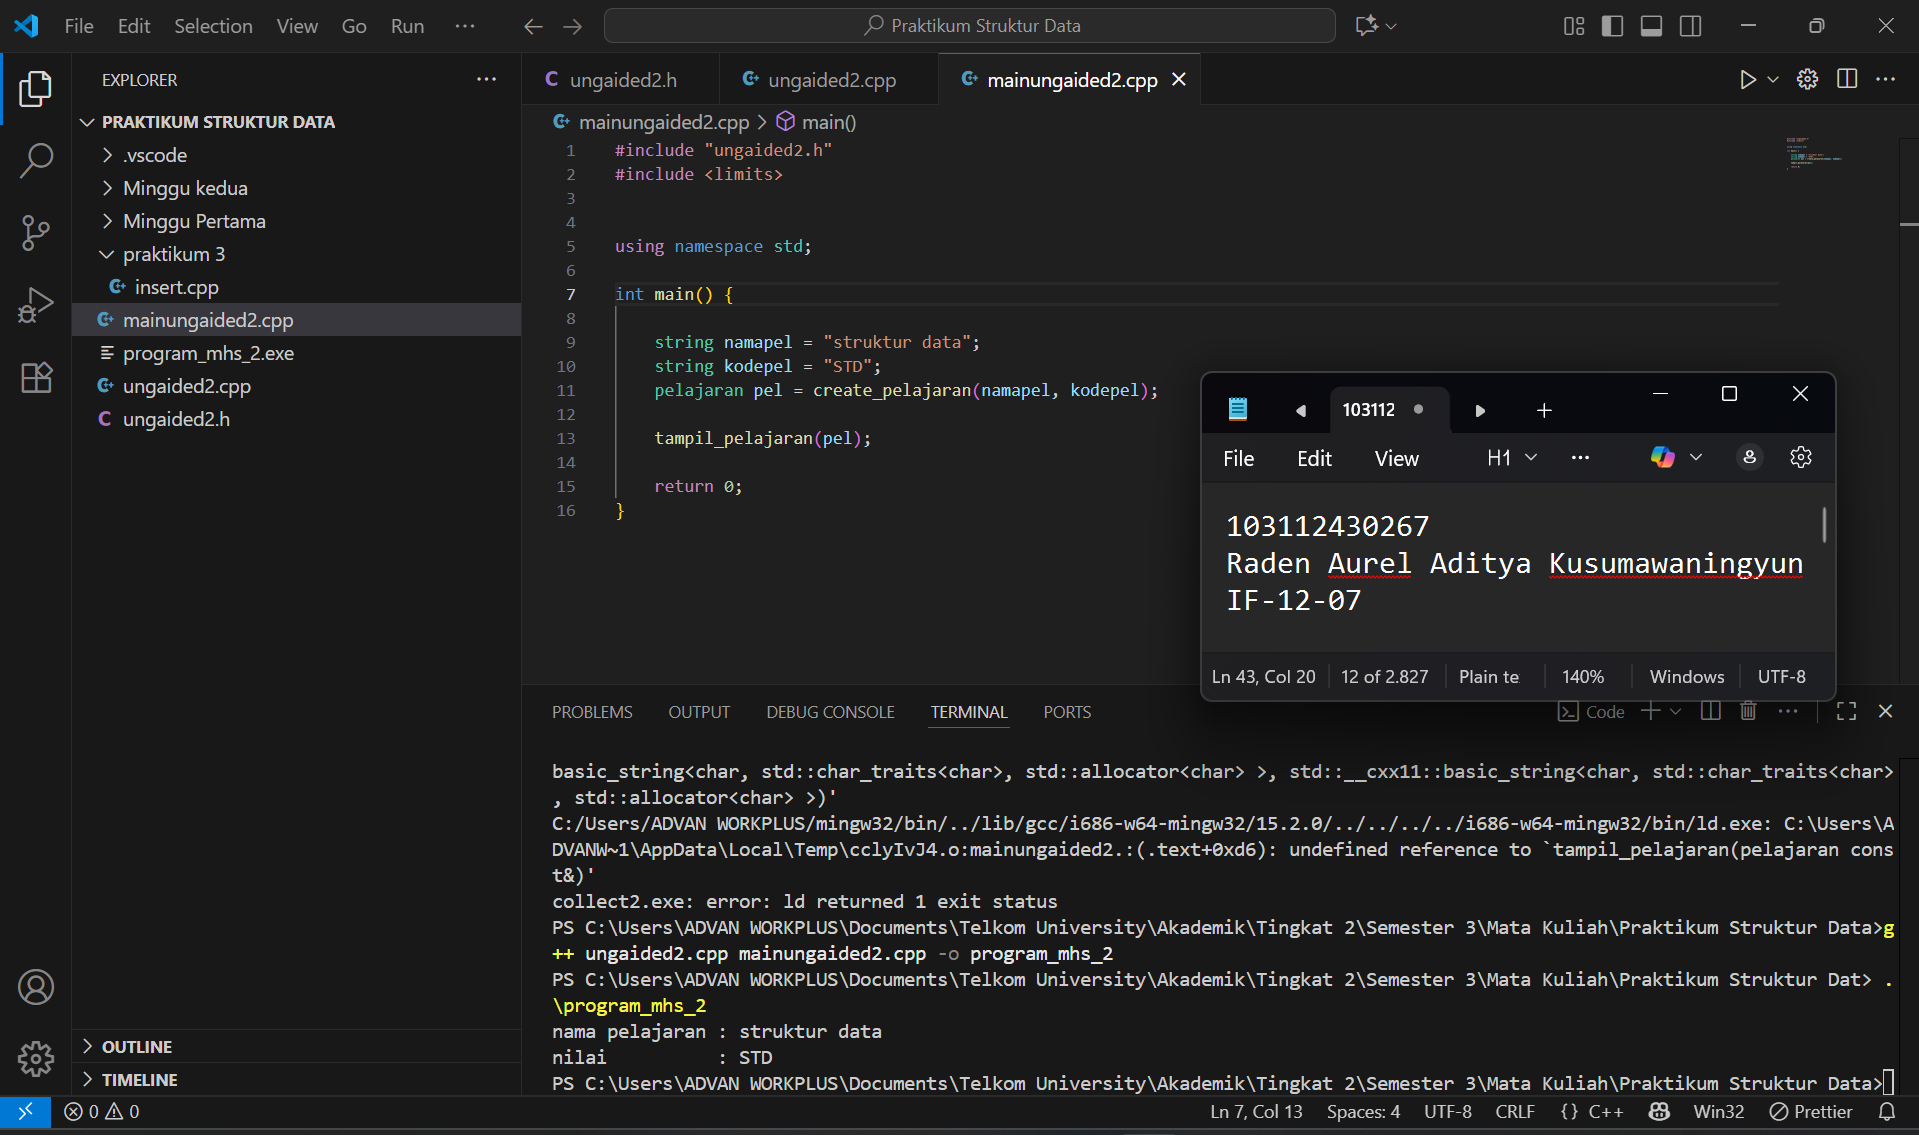 File Edit Selection View Go Run ··· Praktikum Struktur Data
EXPLORER ···
PRAKTIKUM STRUKTUR DATA
.vscode
Minggu kedua
Minggu Pertama
praktikum 3
insert.cpp
mainungaided2.cpp
program_mhs_2.exe
ungaided2.cpp
ungaided2.h
OUTLINE
TIMELINE
ungaided2.h ungaided2.cpp mainungaided2.cpp
mainungaided2.cpp > main()
1 #include "ungaided2.h"
2 #include <limits>
3
4
5 using namespace std;
6
7 int main() {
8
9 string namapel = "struktur data";
10 string kodepel = "STD";
11 pelajaran pel = create_pelajaran(namapel, kodepel);
12
13 tampil_pelajaran(pel);
14
15 return 0;
16 }
103112
File Edit View H1 ···
103112430267
Raden Aurel Aditya Kusumawaningyun
IF-12-07
Ln 43, Col 20 12 of 2.827 Plain te 140% Windows UTF-8
PROBLEMS OUTPUT DEBUG CONSOLE TERMINAL PORTS Code
basic_string<char, std::char_traits<char>, std::allocator<char> >, std::__cxx11::basic_string<char, std::char_traits<char>
, std::allocator<char> >)'
C:/Users/ADVAN WORKPLUS/mingw32/bin/../lib/gcc/i686-w64-mingw32/15.2.0/../../../../i686-w64-mingw32/bin/ld.exe: C:\Users\A
DVANW~1\AppData\Local\Temp\cclyIvJ4.o:mainungaided2.:(.text+0xd6): undefined reference to `tampil_pelajaran(pelajaran cons
t&)'
collect2.exe: error: ld returned 1 exit status
PS C:\Users\ADVAN WORKPLUS\Documents\Telkom University\Akademik\Tingkat 2\Semester 3\Mata Kuliah\Praktikum Struktur Data>g
++ ungaided2.cpp mainungaided2.cpp -o program_mhs_2
PS C:\Users\ADVAN WORKPLUS\Documents\Telkom University\Akademik\Tingkat 2\Semester 3\Mata Kuliah\Praktikum Struktur Dat> .
\program_mhs_2
nama pelajaran : struktur data
nilai : STD
PS C:\Users\ADVAN WORKPLUS\Documents\Telkom University\Akademik\Tingkat 2\Semester 3\Mata Kuliah\Praktikum Struktur Data>
0 0 Ln 7, Col 13 Spaces: 4 UTF-8 CRLF {} C++ Win32 Prettier